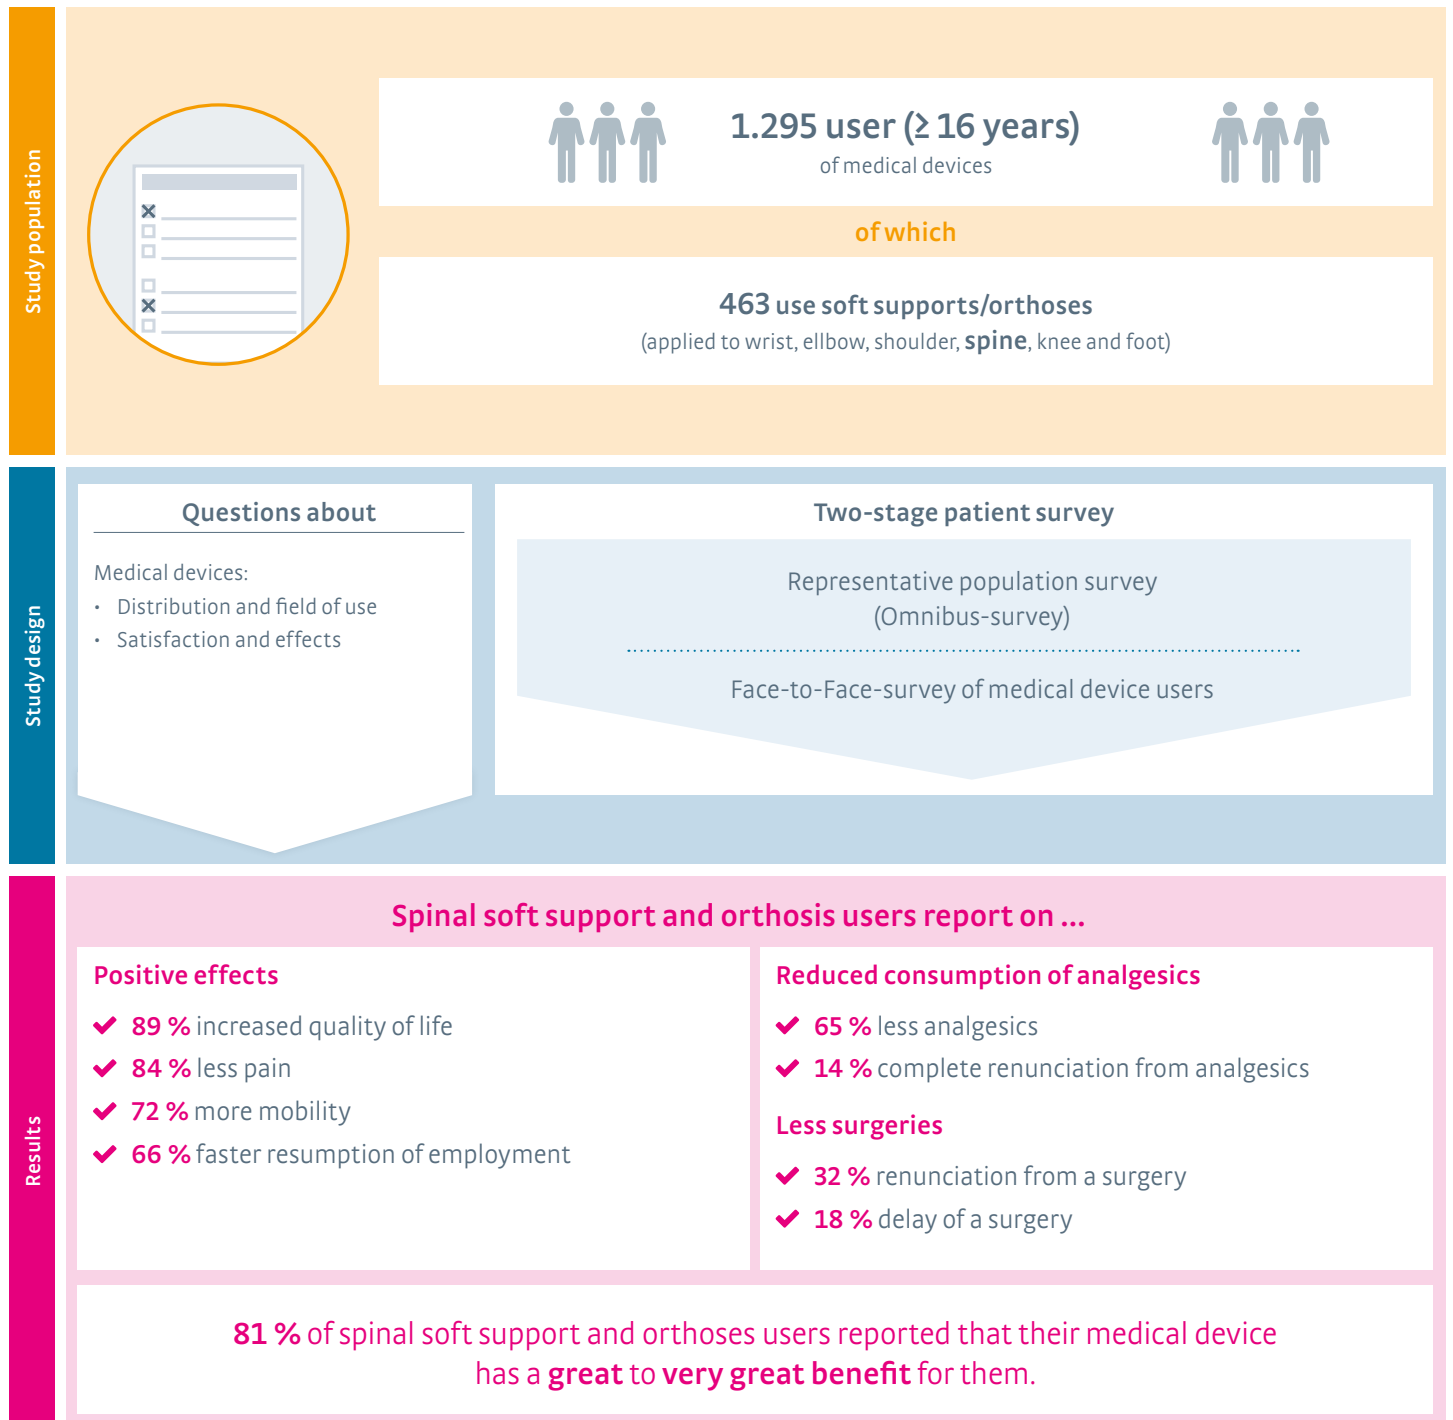 Study population
1.295 user (≥ 16 years)
of medical devices
of which
463 use soft supports/orthoses
(applied to wrist, ellbow, shoulder, spine, knee and foot)
Study design
Questions about
Medical devices:
• Distribution and field of use
• Satisfaction and effects
Two-stage patient survey
Representative population survey
(Omnibus-survey)
Face-to-Face-survey of medical device users
Results
Spinal soft support and orthosis users report on ...
Positive effects
✔ 89 % increased quality of life
✔ 84 % less pain
✔ 72 % more mobility
✔ 66 % faster resumption of employment
Reduced consumption of analgesics
✔ 65 % less analgesics
✔ 14 % complete renunciation from analgesics
Less surgeries
✔ 32 % renunciation from a surgery
✔ 18 % delay of a surgery
81 % of spinal soft support and orthoses users reported that their medical device
has a great to very great benefit for them.